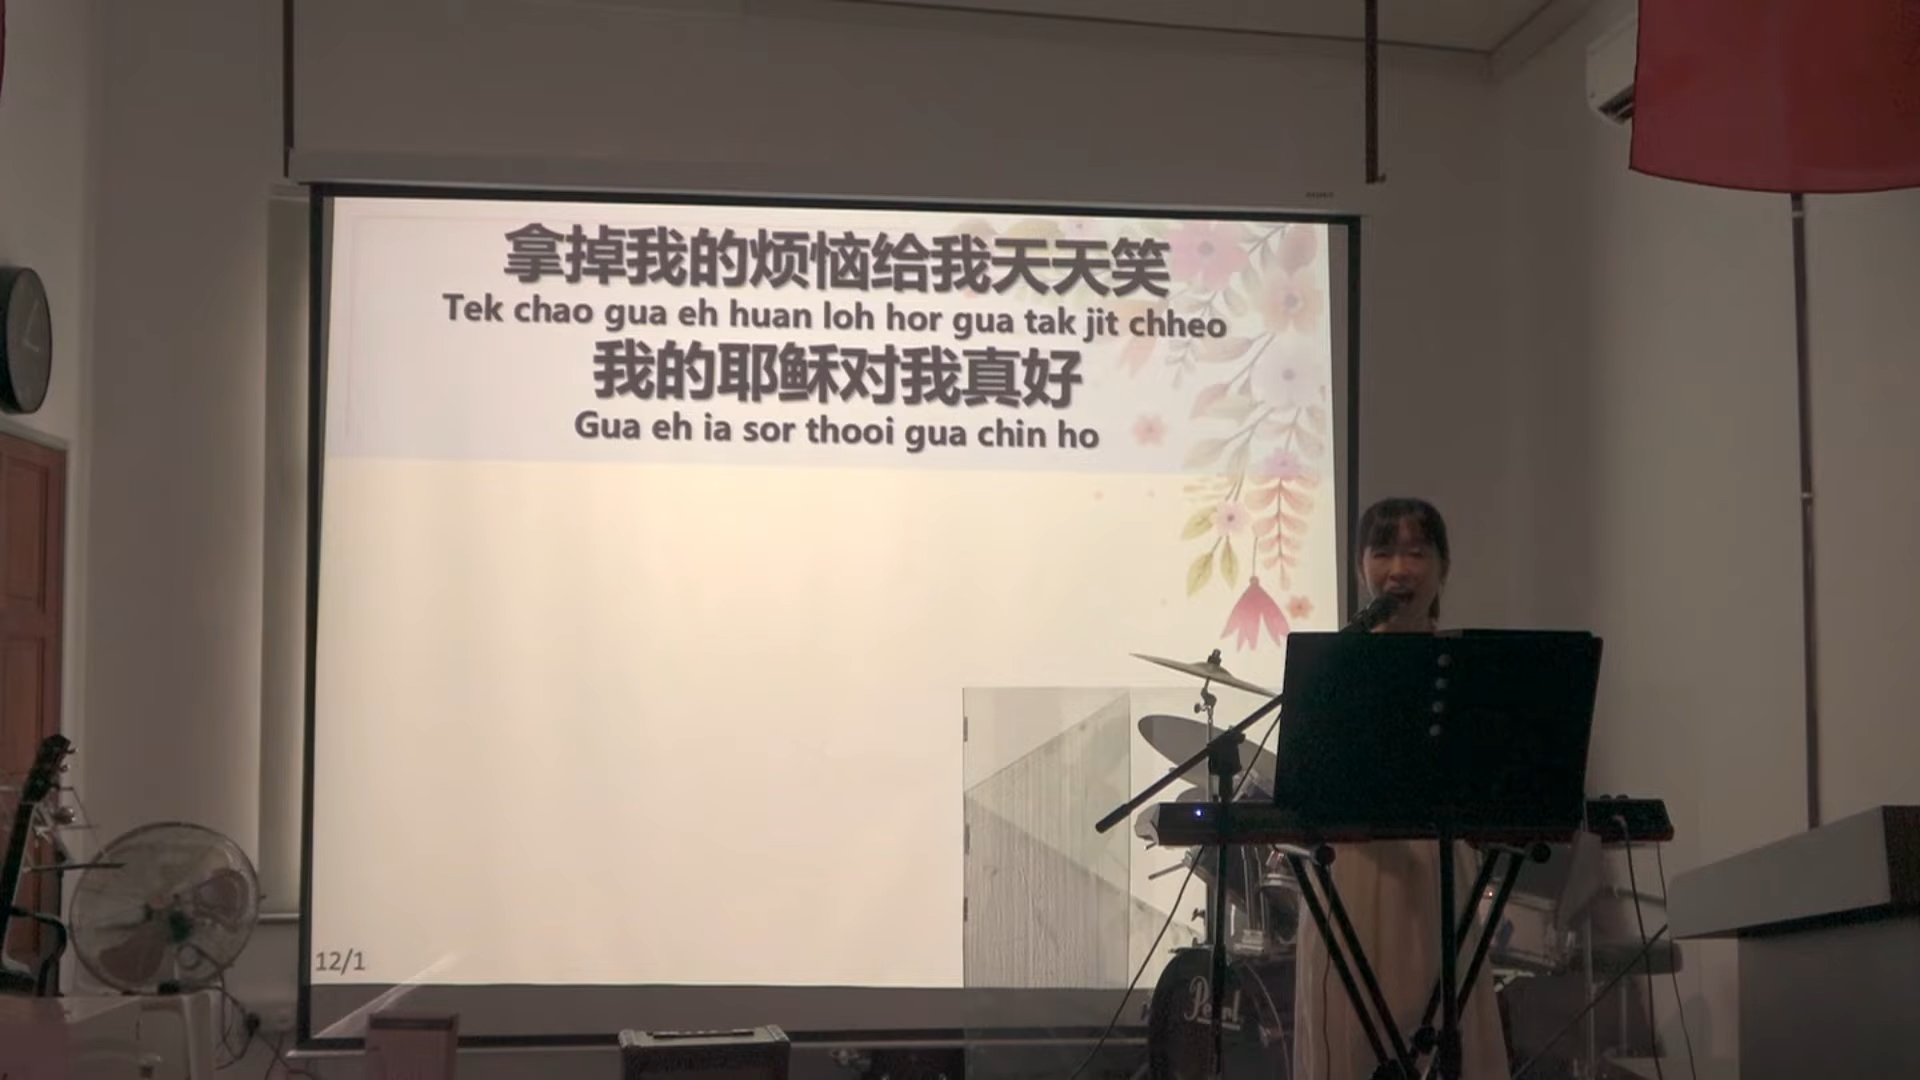 拿掉我的烦恼给我天天笑
Tek chao gua eh huan loh hor gua tak jit chheo
我的耶稣对我真好
Gua eh ia sor thooi gua chin ho
12/1
Pearl